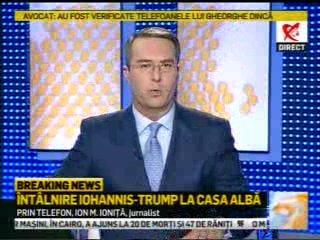 AVOCAT: AU FOST VERIFICATE TELEFOANELE LUI GHEORGHE DINCĂ
DIRECT
BREAKING NEWS
ÎNTÂLNIRE IOHANNIS-TRUMP LA CASA ALBĂ
PRIN TELEFON, ION M. IONIȚĂ, jurnalist
MAȘINI, ÎN CAIRO, A AJUNS LA 20 DE MORȚI ȘI 47 DE RĂNIȚI